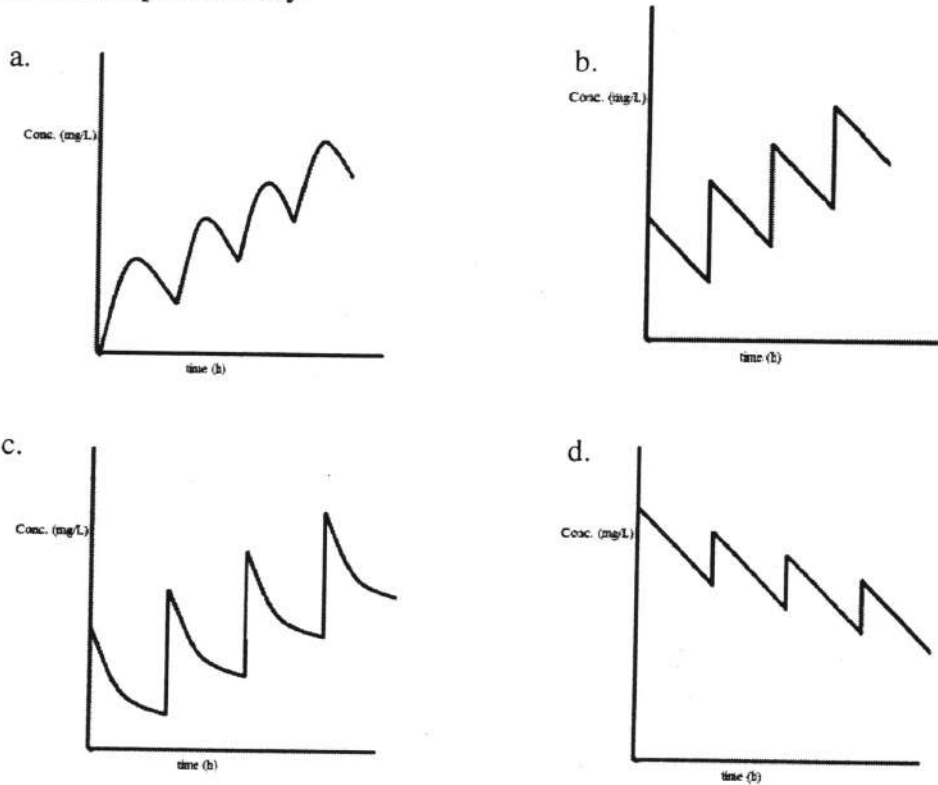 a.
Conc. (mg/L)
time (h)
b.
Conc. (mg/L)
time (h)
c.
Conc. (mg/L)
time (h)
d.
Conc. (mg/L)
time (h)